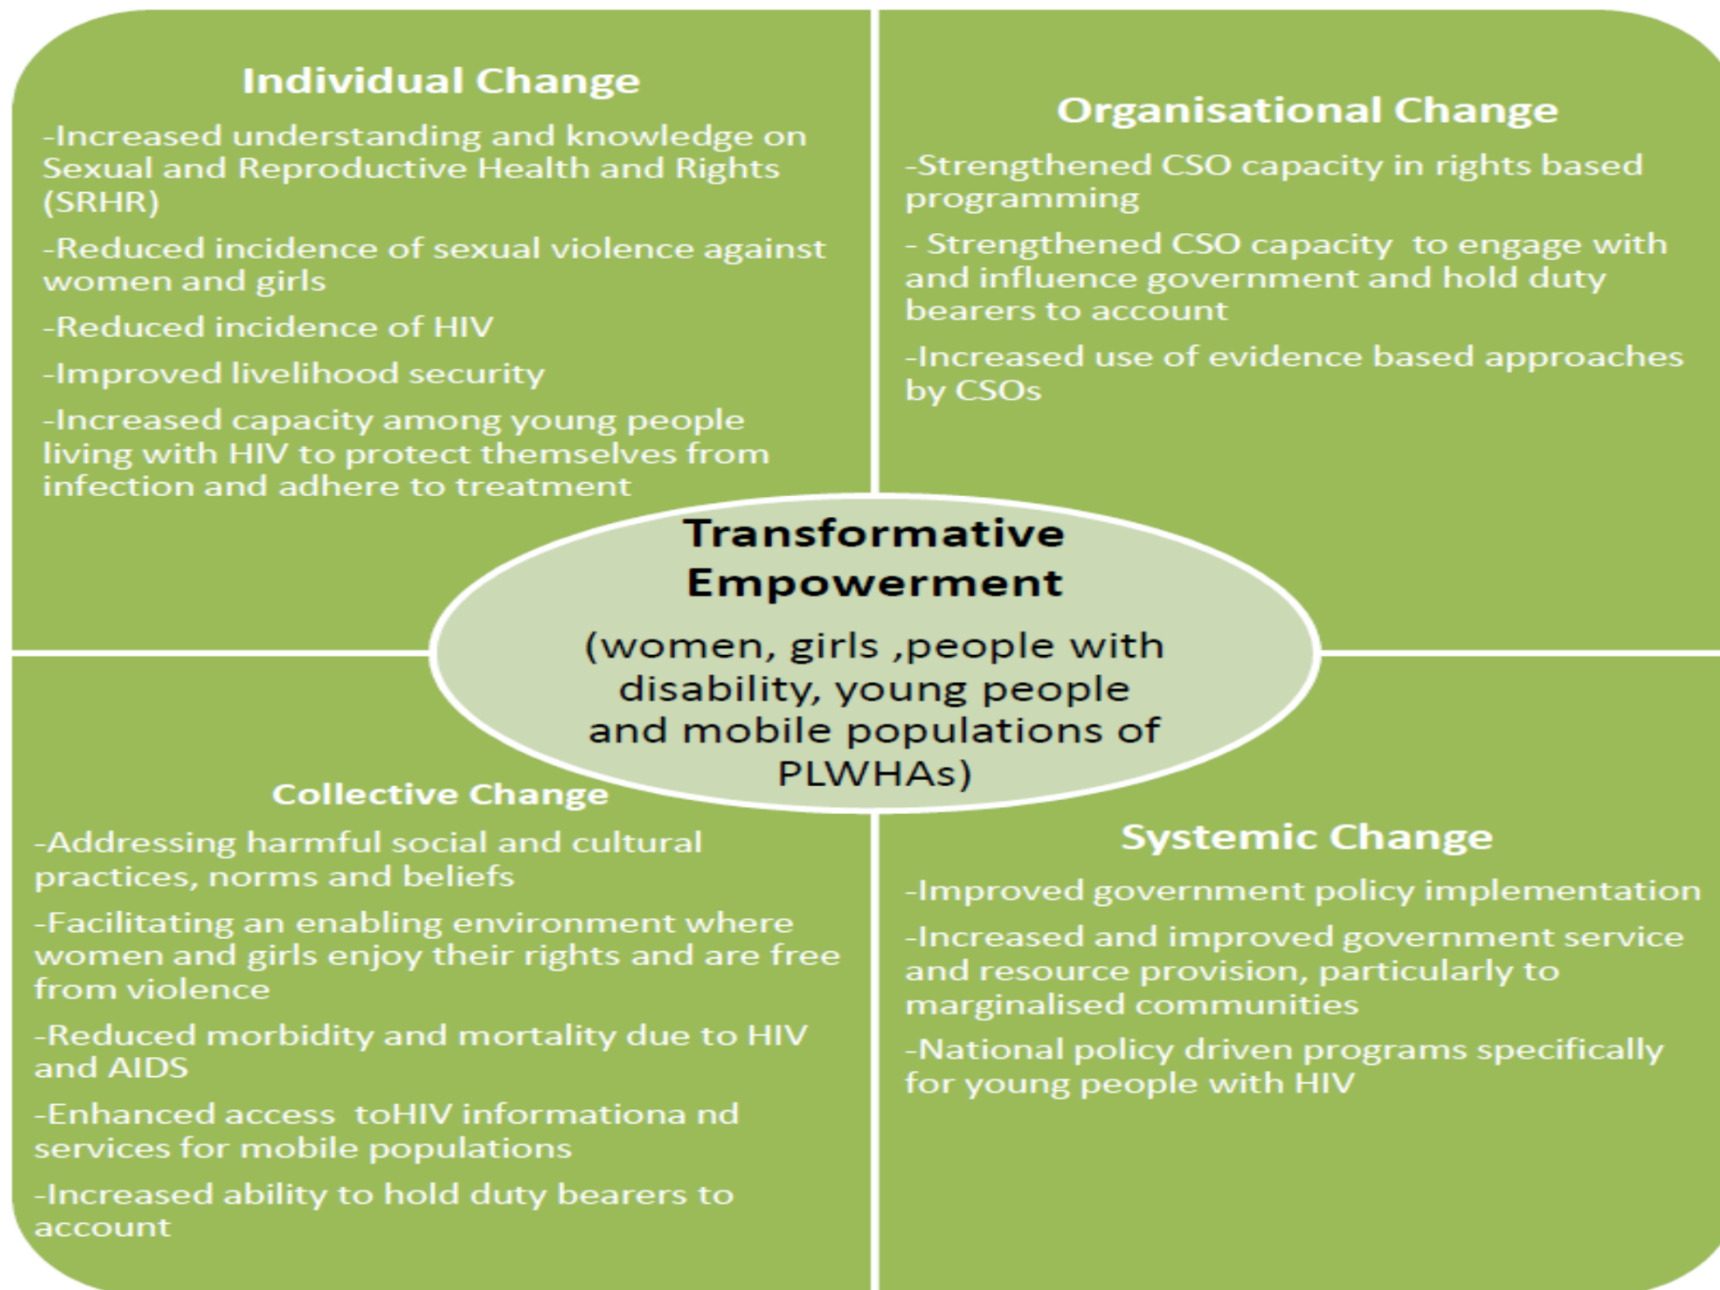 Individual Change
-Increased understanding and knowledge on
Sexual and Reproductive Health and Rights
(SRHR)
-Reduced incidence of sexual violence against
women and girls
-Reduced incidence of HIV
-Improved livelihood security
-Increased capacity among young people
living with HIV to protect themselves from
infection and adhere to treatment
Organisational Change
-Strengthened CSO capacity in rights based
programming
- Strengthened CSO capacity  to engage with
and influence government and hold duty
bearers to account
-Increased use of evidence based approaches
by CSOs
Transformative
Empowerment
(women, girls ,people with
disability, young people
and mobile populations of
PLWHAs)
Collective Change
-Addressing harmful social and cultural
practices, norms and beliefs
-Facilitating an enabling environment where
women and girls enjoy their rights and are free
from violence
-Reduced morbidity and mortality due to HIV
and AIDS
-Enhanced access  toHIV informationa nd
services for mobile populations
-Increased ability to hold duty bearers to
account
Systemic Change
-Improved government policy implementation
-Increased and improved government service
and resource provision, particularly to
marginalised communities
-National policy driven programs specifically
for young people with HIV